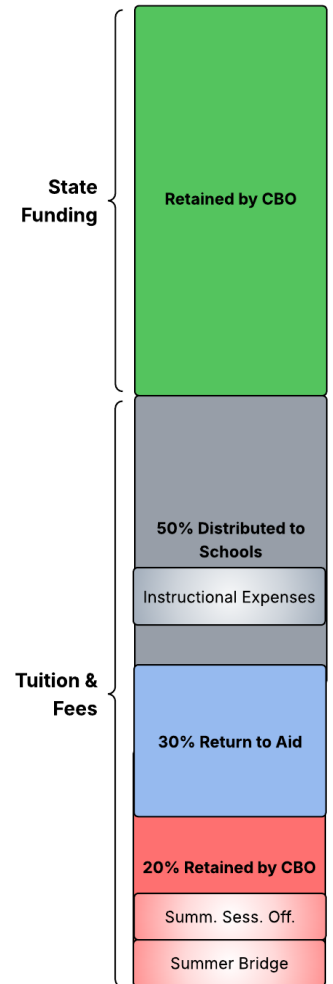 State
Funding
Retained by CBO
50% Distributed to
Schools
Instructional Expenses
Tuition &
Fees
30% Return to Aid
20% Retained by CBO
Summ. Sess. Off.
Summer Bridge